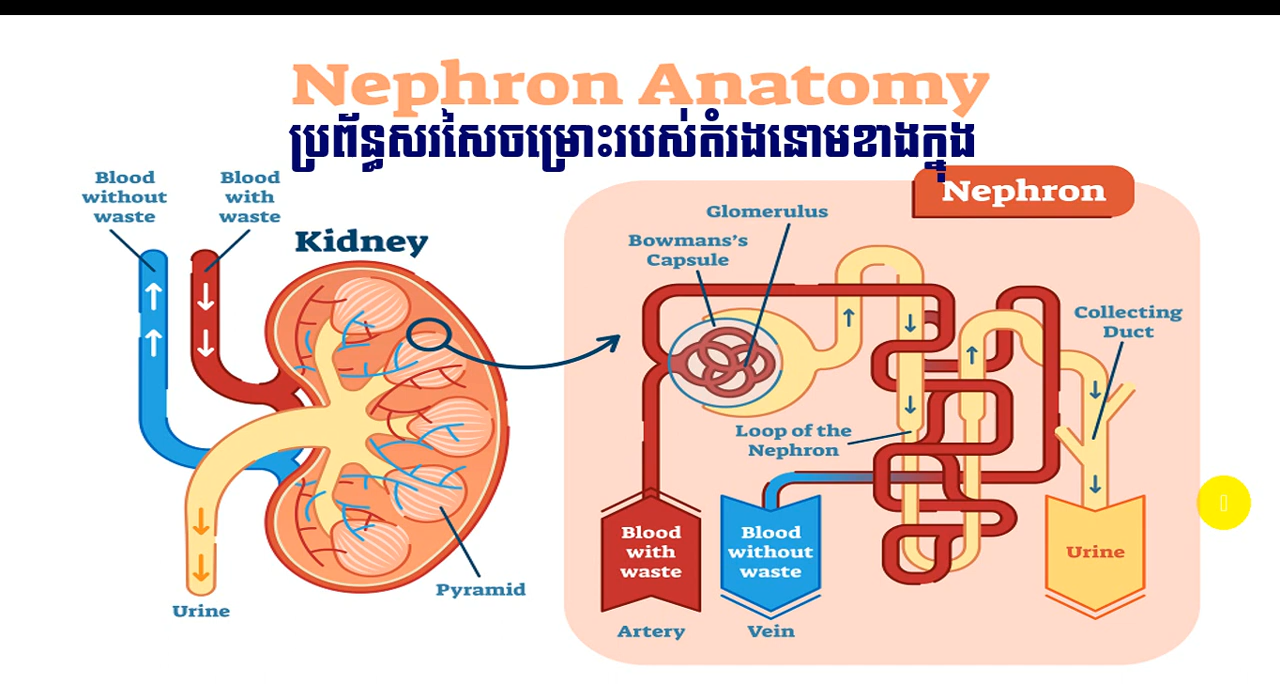 Nephron Anatomy
ប្រព័ន្ធសរសៃចម្រោះរបស់តំរងនោមខាងក្នុង
Blood
without
waste
Blood
with
waste
Kidney
Pyramid
Urine
Nephron
Glomerulus
Bowmans's
Capsule
Collecting
Duct
Loop of the
Nephron
Blood
with
waste
Blood
without
waste
Urine
Artery
Vein